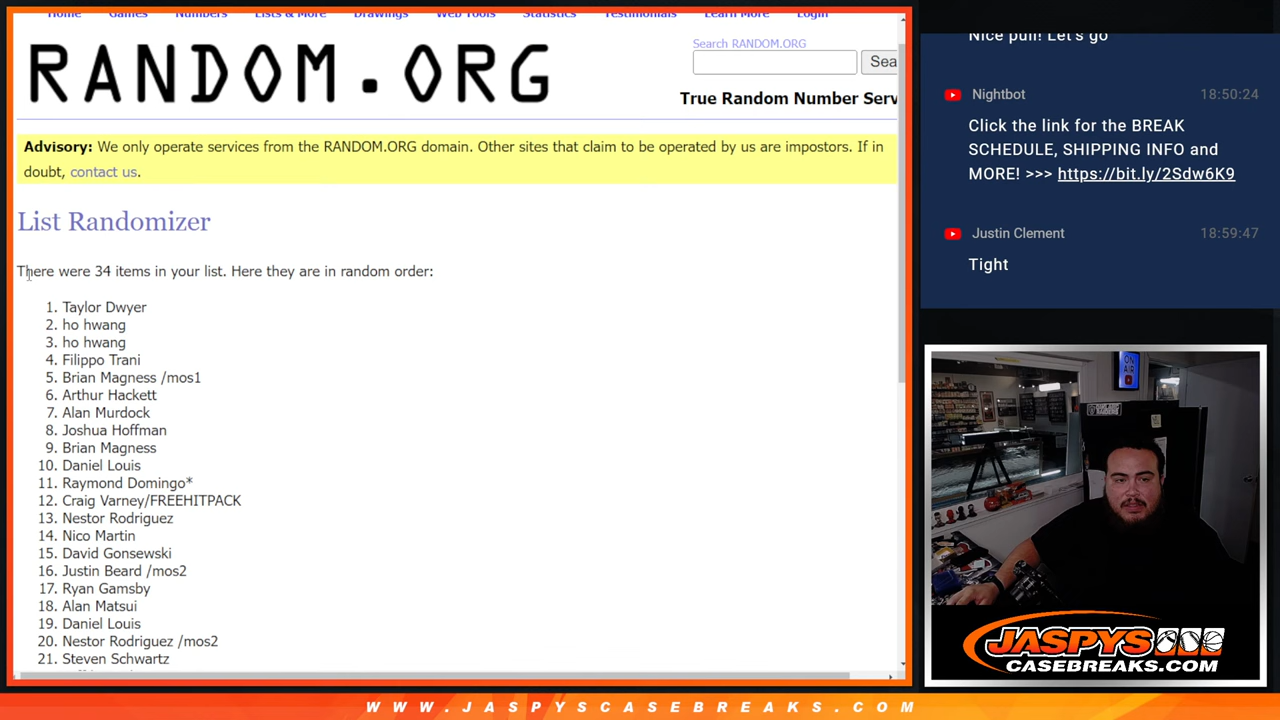 Home Games Numbers Lists & More Drawings Web Tools Statistics Testimonials Learn More Login
RANDOM.ORG
Search RANDOM.ORG
Sea
True Random Number Serv
Advisory: We only operate services from the RANDOM.ORG domain. Other sites that claim to be operated by us are impostors. If in
doubt, contact us.
List Randomizer
There were 34 items in your list. Here they are in random order:
1. Taylor Dwyer
2. ho hwang
3. ho hwang
4. Filippo Trani
5. Brian Magness /mos1
6. Arthur Hackett
7. Alan Murdock
8. Joshua Hoffman
9. Brian Magness
10. Daniel Louis
11. Raymond Domingo*
12. Craig Varney/FREEHITPACK
13. Nestor Rodriguez
14. Nico Martin
15. David Gonsewski
16. Justin Beard /mos2
17. Ryan Gamsby
18. Alan Matsui
19. Daniel Louis
20. Nestor Rodriguez /mos2
21. Steven Schwartz
Nice pull! Let's go
Nightbot 18:50:24
Click the link for the BREAK
SCHEDULE, SHIPPING INFO and
MORE! >>> https://bit.ly/2Sdw6K9
Justin Clement 18:59:47
Tight
ON
AIR
JASPYS
CASEBREAKS.COM
WWW.JASPYSCASEBREAKS.COM